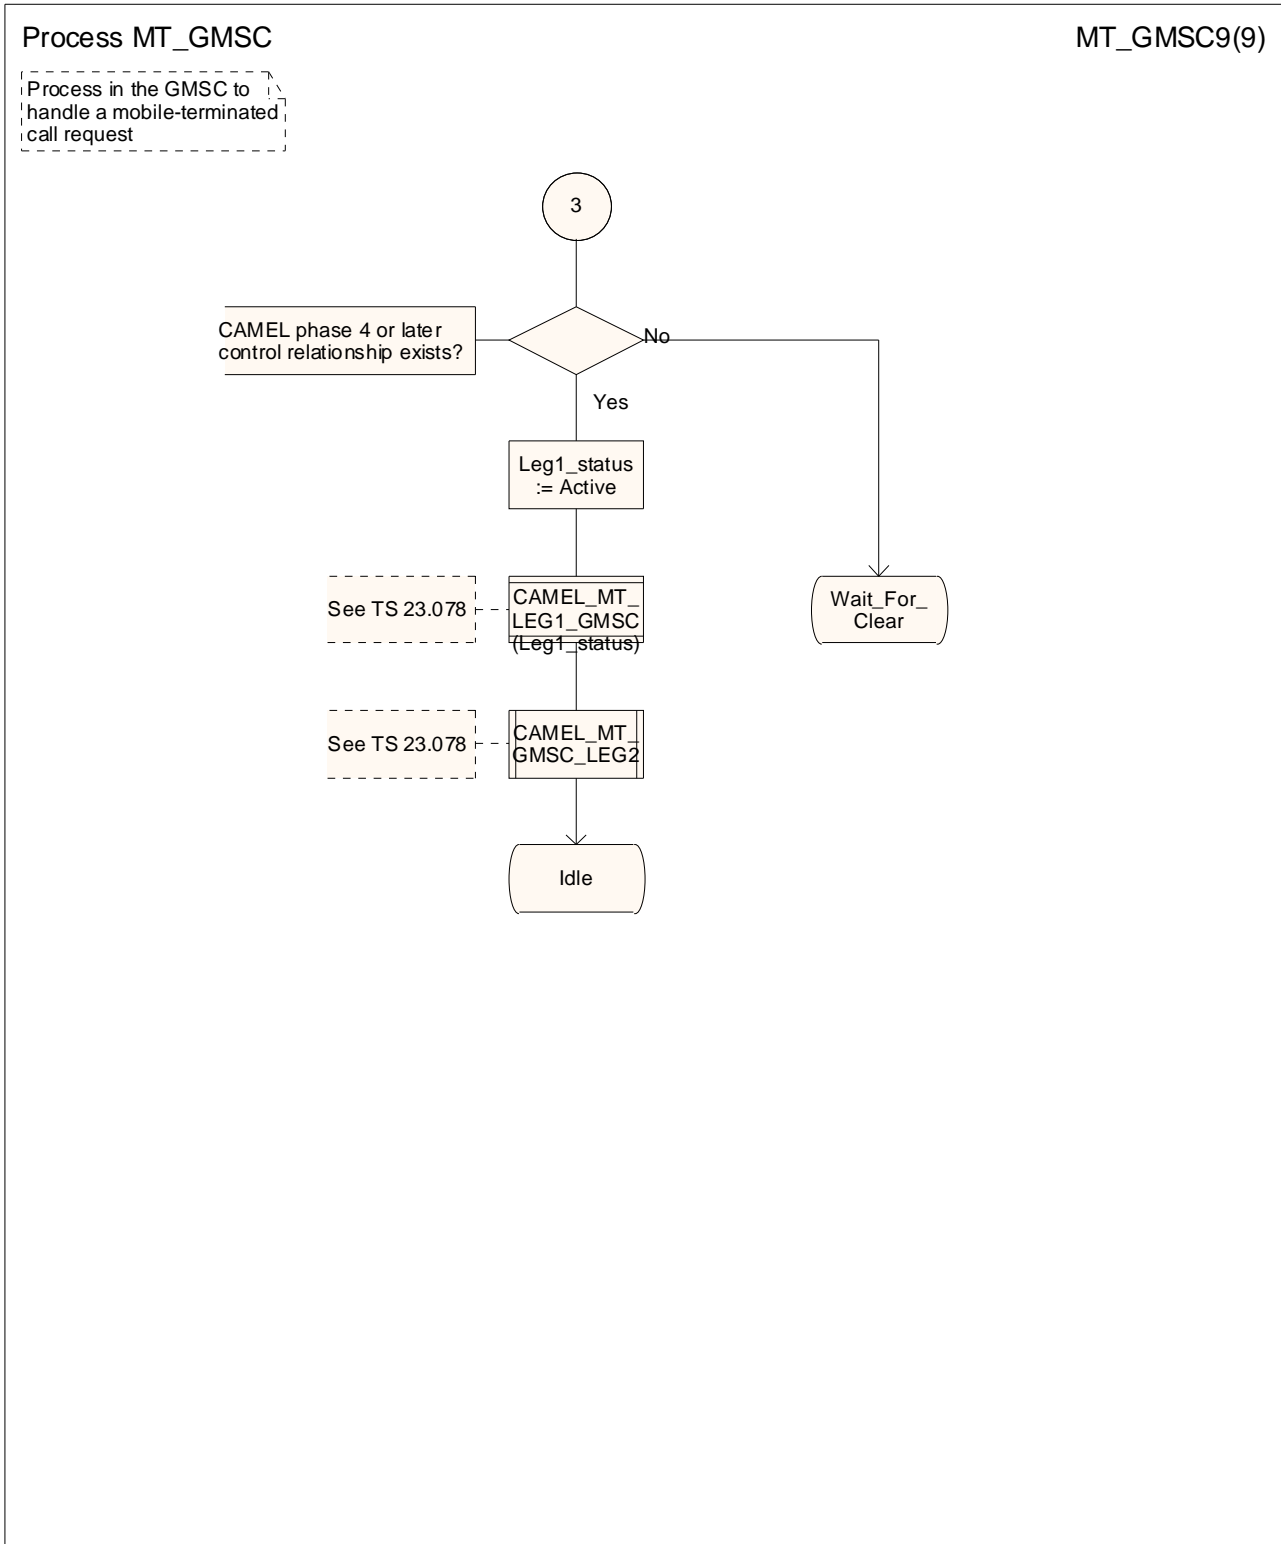 Process MT_GMSC
MT_GMSC9(9)
Process in the GMSC to
handle a mobile-terminated
call request
3
CAMEL phase 4 or later
control relationship exists?
No
Yes
Leg1_status
:= Active
See TS 23.078
CAMEL_MT_
LEG1_GMSC
(Leg1_status)
Wait_For_
Clear
See TS 23.078
CAMEL_MT_
GMSC_LEG2
Idle